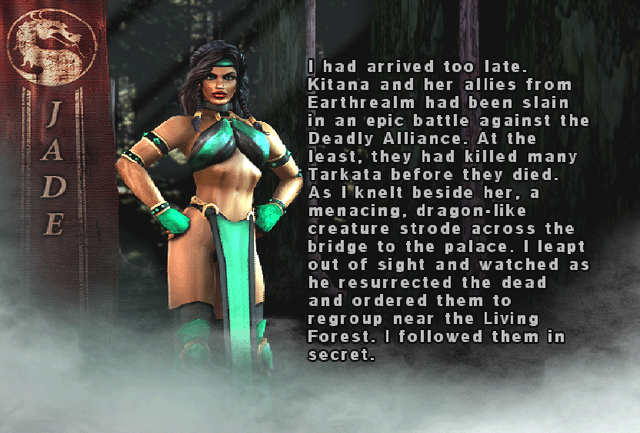 JADE
I had arrived too late.
Kitana and her allies from
Earthrealm had been slain
in an epic battle against the
Deadly Alliance. At the
least, they had killed many
Tarkata before they died.
As I knelt beside her, a
menacing, dragon-like
creature strode across the
bridge to the palace. I leapt
out of sight and watched as
he resurrected the dead
and ordered them to
regroup near the Living
Forest. I followed them in
secret.